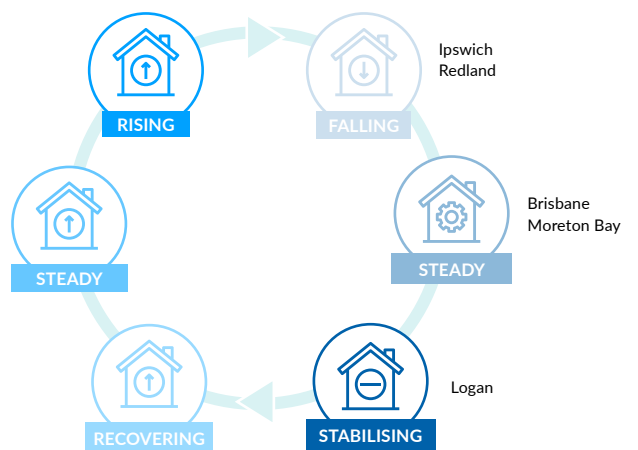 RISING
FALLING
Ipswich
Redland
STEADY
STEADY
Brisbane
Moreton Bay
RECOVERING
STABILISING
Logan